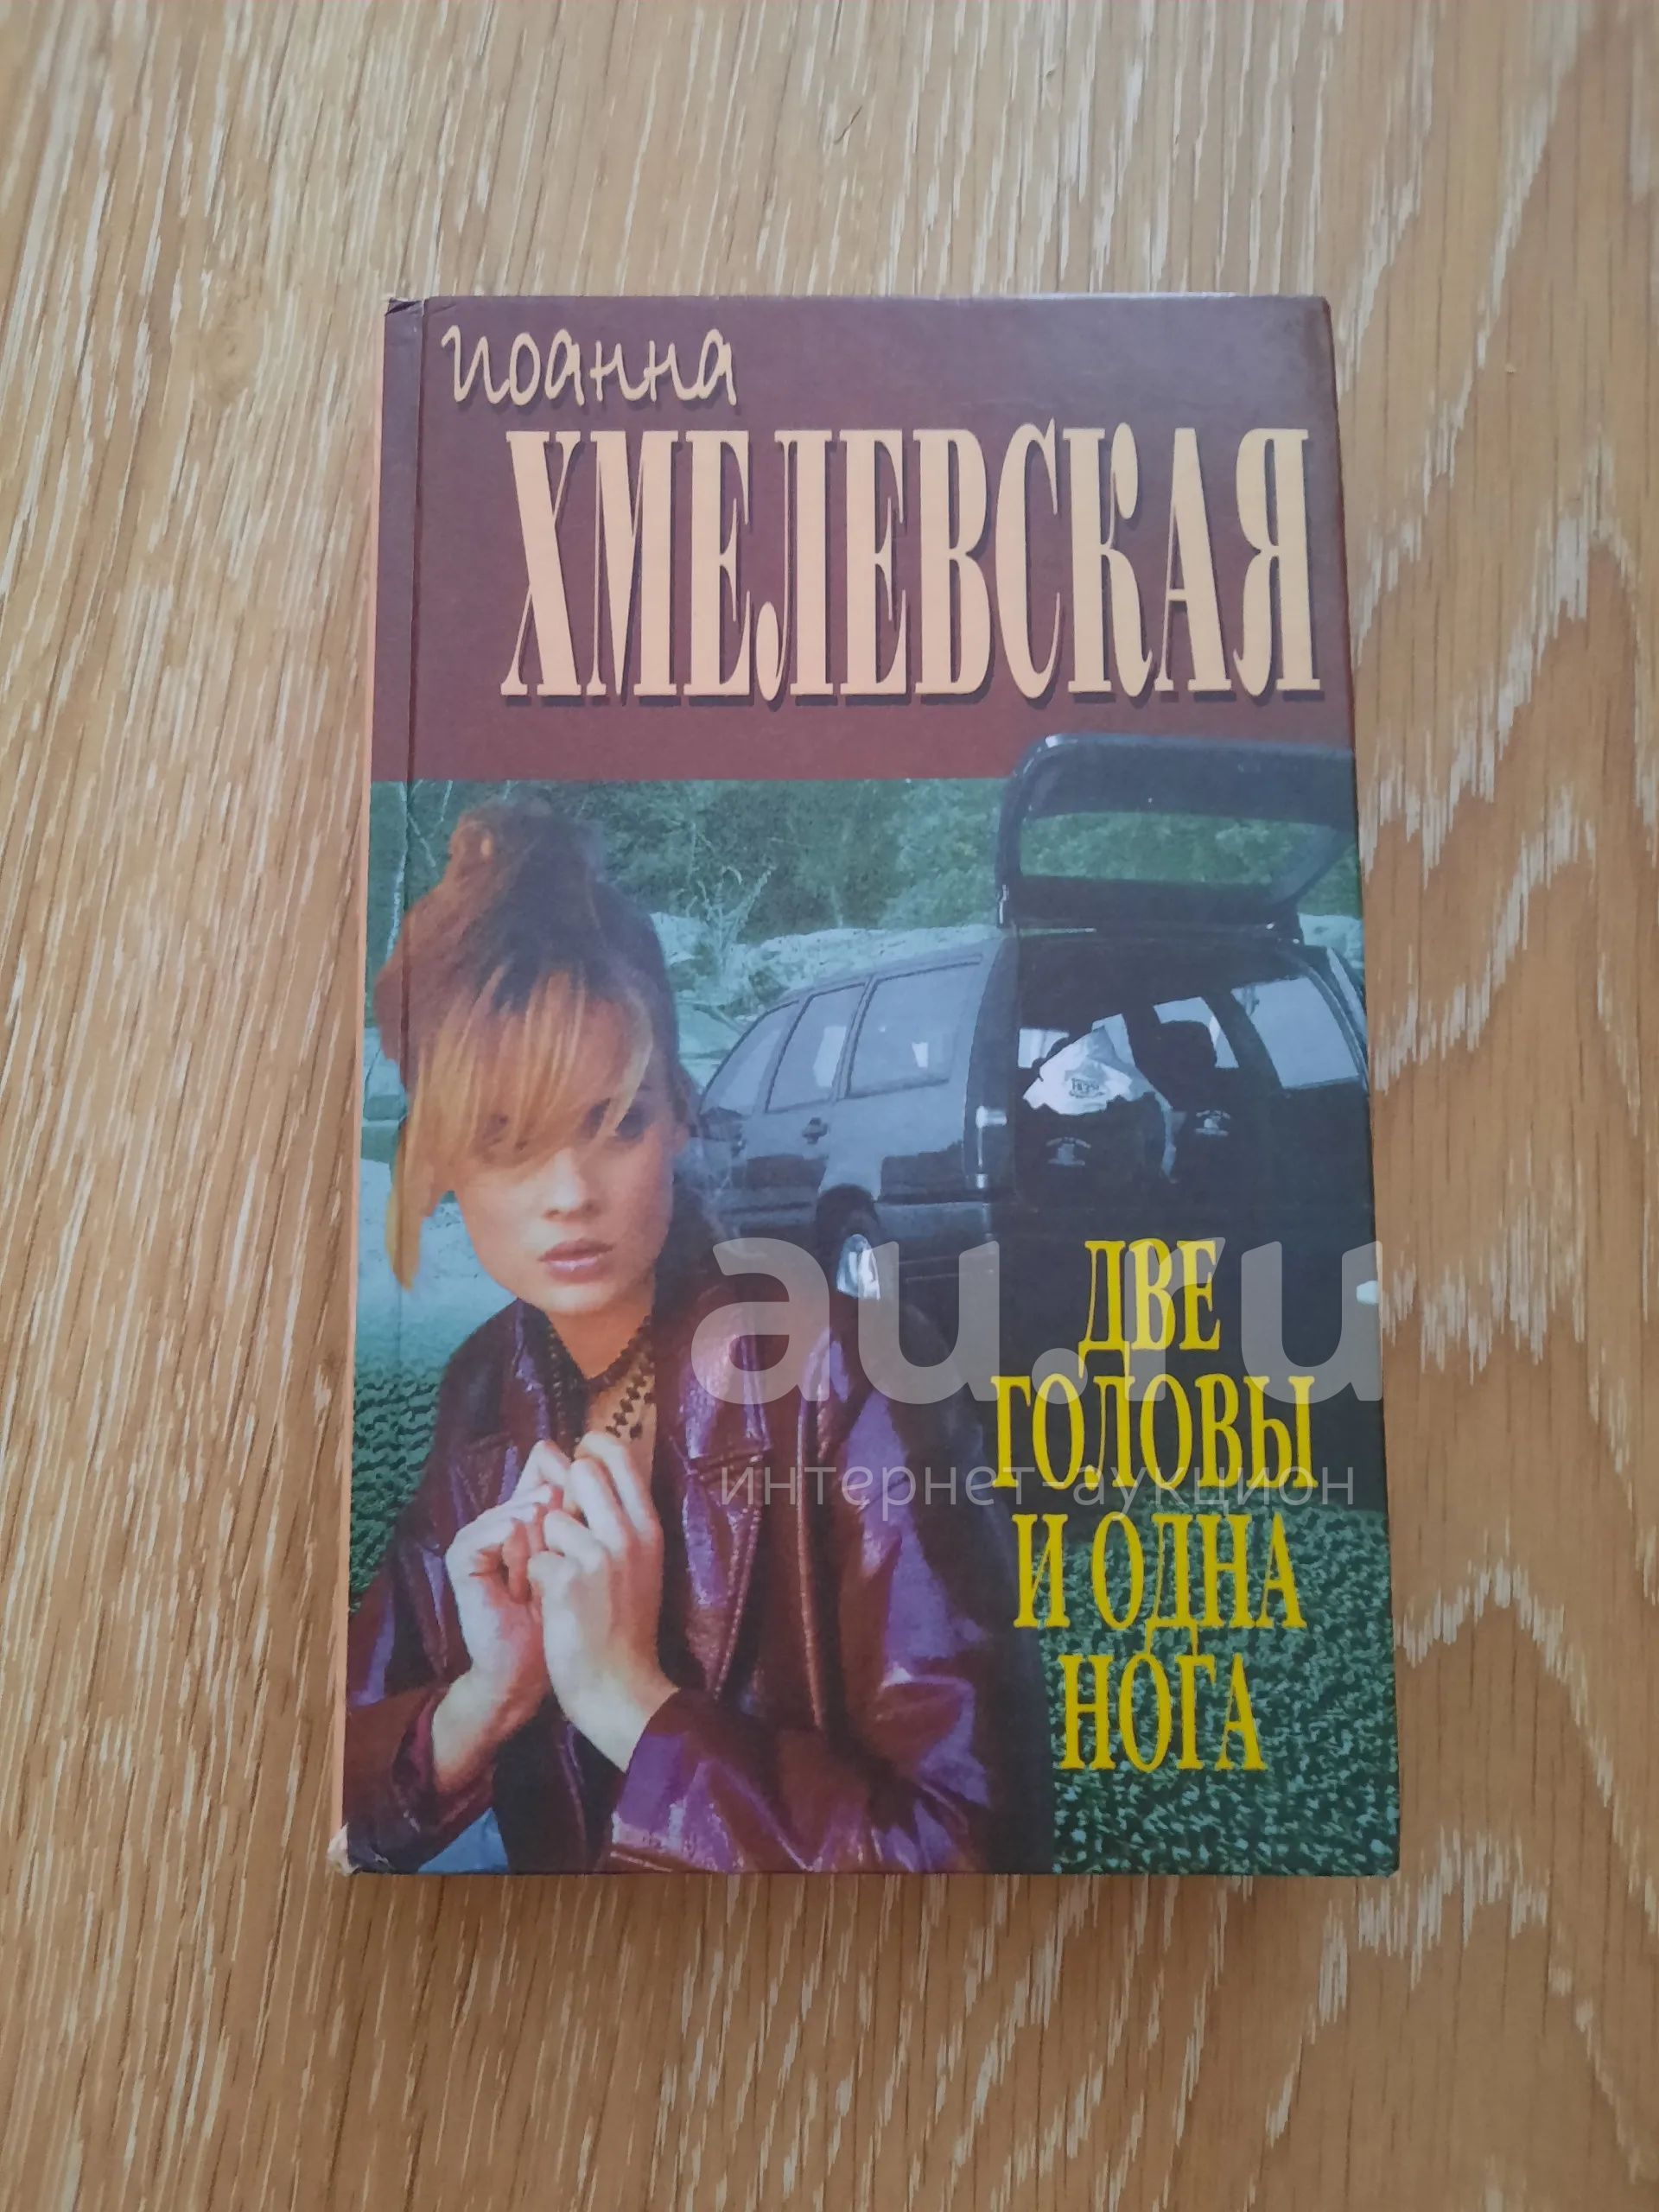 Иоанна
ХМЕЛЕВСКАЯ
ДВЕ
ГОЛОВЫ
И ОДНА
НОГА
au.ru
интернет-аукцион